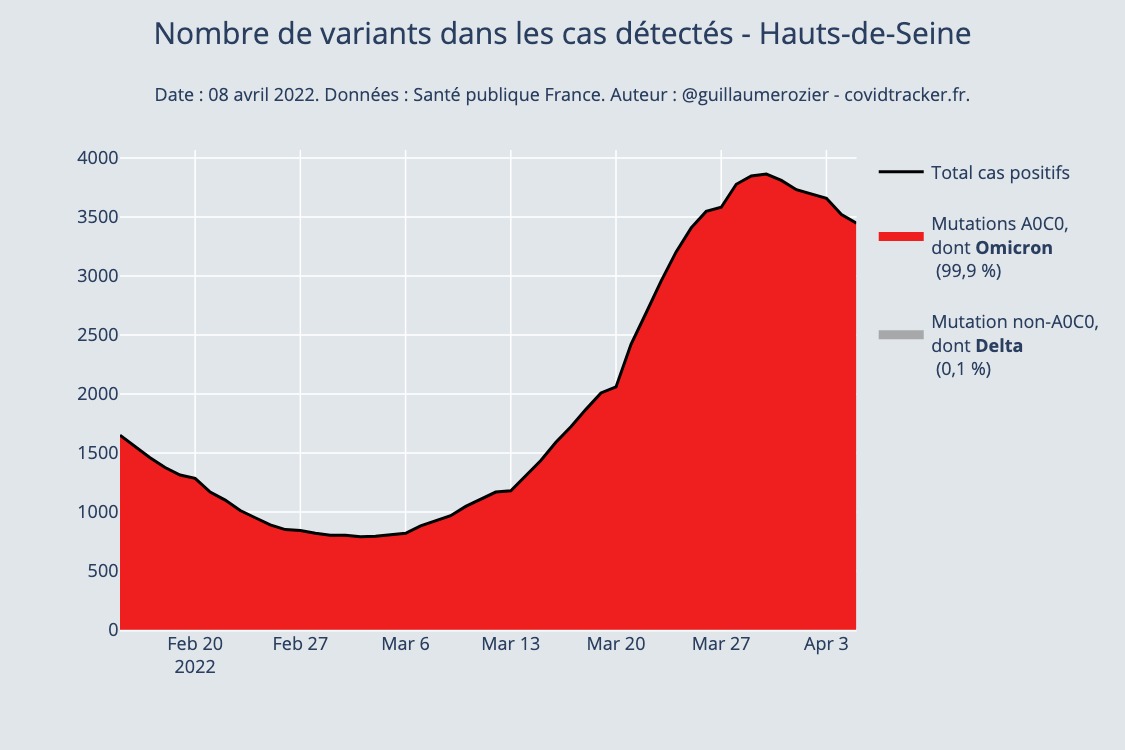 Nombre de variants dans les cas détectés - Hauts-de-Seine
Date : 08 avril 2022. Données : Santé publique France. Auteur : @guillaumerozier - covidtracker.fr.
4000
3500
3000
2500
2000
1500
1000
500
0
Feb 20
2022
Feb 27
Mar 6
Mar 13
Mar 20
Mar 27
Apr 3
Total cas positifs
Mutations A0C0,
dont Omicron
(99,9 %)
Mutation non-A0C0,
dont Delta
(0,1 %)